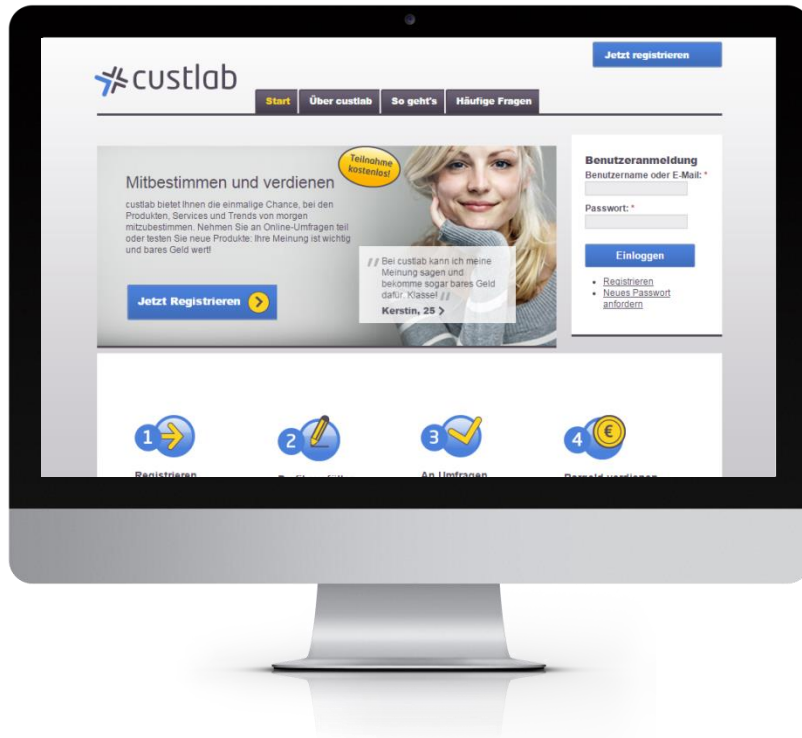 Jetzt registrieren
custlab
Start Über custlab So geht's Häufige Fragen
Teilnahme
kostenlos!
Mitbestimmen und verdienen
custlab bietet Ihnen die einmalige Chance, bei den
Produkten, Services und Trends von morgen
mitzubestimmen. Nehmen Sie an Online-Umfragen teil
oder testen Sie neue Produkte: Ihre Meinung ist wichtig
und bares Geld wert!
Jetzt Registrieren
// Bei custlab kann ich meine
Meinung sagen und
bekomme sogar bares Geld
dafür. Klasse! //
Kerstin, 25
Benutzeranmeldung
Benutzername oder E-Mail: *
Passwort: *
Einloggen
• Registrieren
• Neues Passwort
anfordern
1
2
3
4 €
Registrieren
An Umfragen